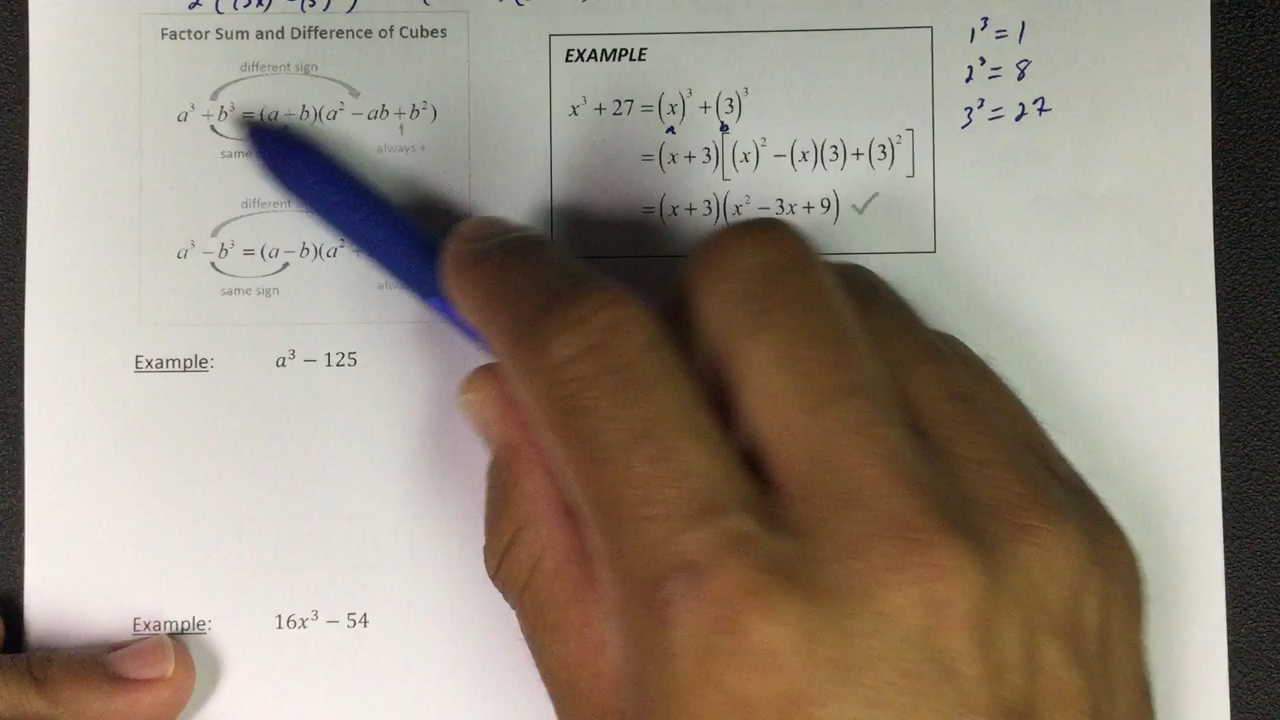 Factor Sum and Difference of Cubes
different sign
a³ + b³ = (a + b)(a² − ab + b²)
same
always +
different
a³ − b³ = (a − b)(a²
same sign
EXAMPLE
x³ + 27 = (x)³ + (3)³
a b
= (x + 3)[(x)² − (x)(3) + (3)²]
= (x + 3)(x² − 3x + 9) ✓
1³ = 1
2³ = 8
3³ = 27
Example: a³ − 125
Example: 16x³ − 54